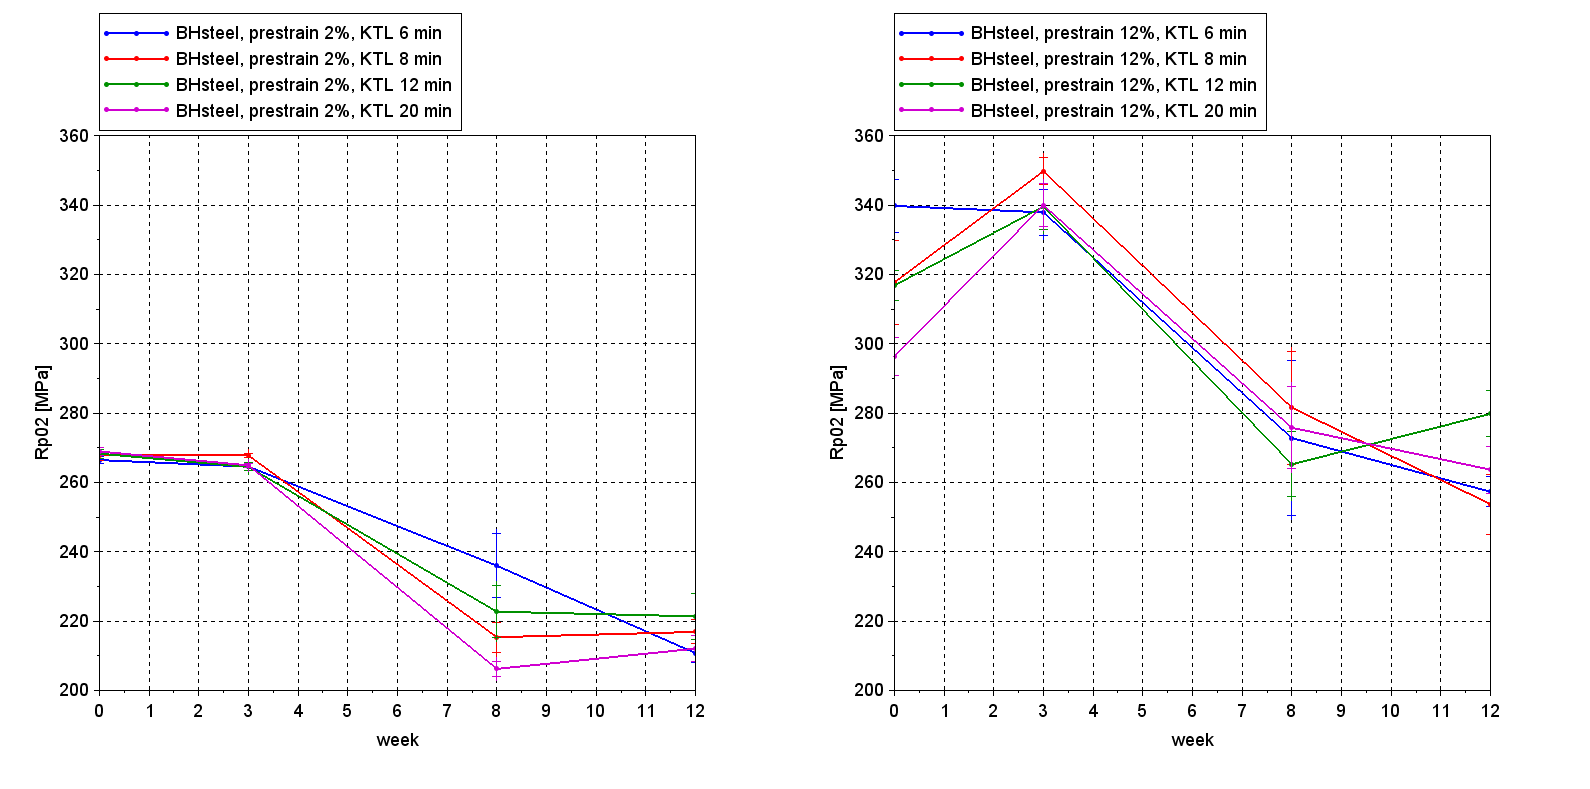 BHsteel, prestrain 2%, KTL 6 min
BHsteel, prestrain 2%, KTL 8 min
BHsteel, prestrain 2%, KTL 12 min
BHsteel, prestrain 2%, KTL 20 min
360
340
320
300
280
260
240
220
200
Rp02 [MPa]
0 1 2 3 5 6 7 8 9 10 11 12
week
BHsteel, prestrain 12%, KTL 6 min
BHsteel, prestrain 12%, KTL 8 min
BHsteel, prestrain 12%, KTL 12 min
BHsteel, prestrain 12%, KTL 20 min
360
340
320
300
280
260
240
220
200
Rp02 [MPa]
0 1 2 3 4 5 6 7 8 9 10 11 12
week